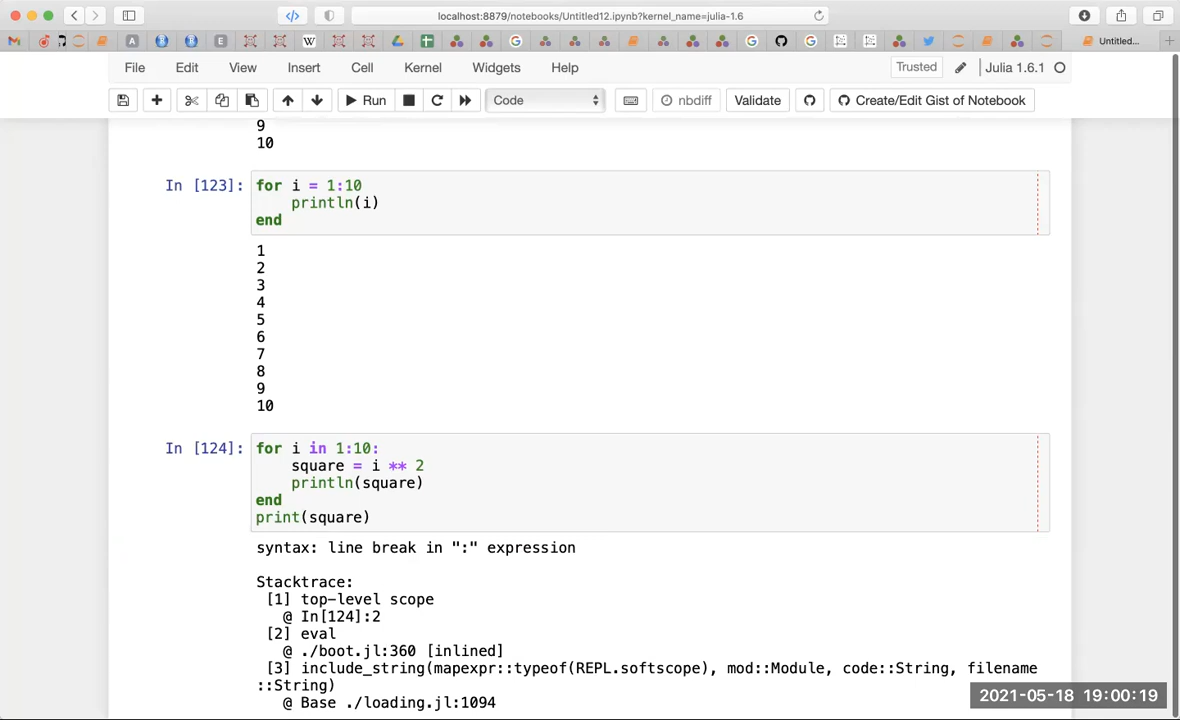 localhost:8879/notebooks/Untitled12.ipynb?kernel_name=julia-1.6
A E W Untitled...
File Edit View Insert Cell Kernel Widgets Help Trusted Julia 1.6.1
Run Code nbdiff Validate Create/Edit Gist of Notebook
9
10
In [123]: for i = 1:10
println(i)
end
1
2
3
4
5
6
7
8
9
10
In [124]: for i in 1:10:
square = i ** 2
println(square)
end
print(square)
syntax: line break in ":" expression
Stacktrace:
[1] top-level scope
@ In[124]:2
[2] eval
@ ./boot.jl:360 [inlined]
[3] include_string(mapexpr::typeof(REPL.softscope), mod::Module, code::String, filename
::String)
@ Base ./loading.jl:1094
2021-05-18 19:00:19